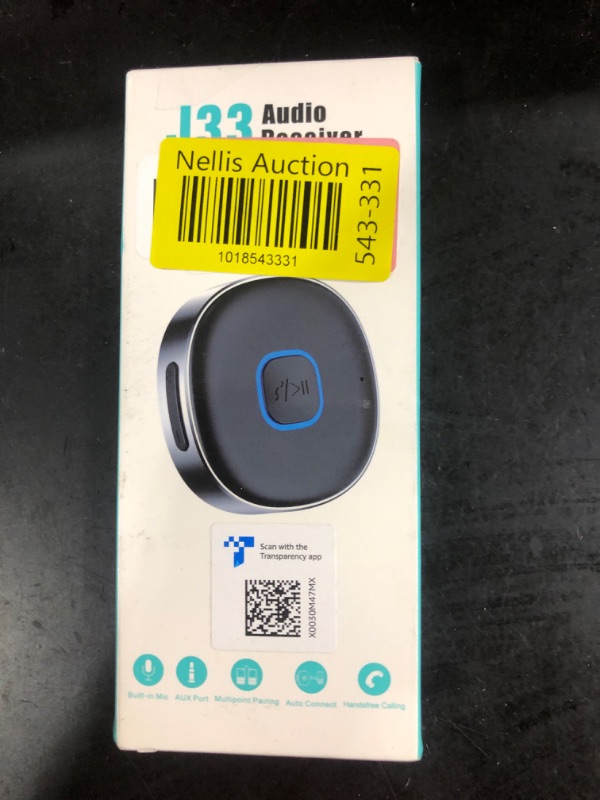 J33 Audio
Receiver
Nellis Auction
1018543331
543-331
Scan with the
Transparency app
X0030M47MX
Built-in Mic AUX Port Multipoint Pairing Auto Connect Handsfree Calling